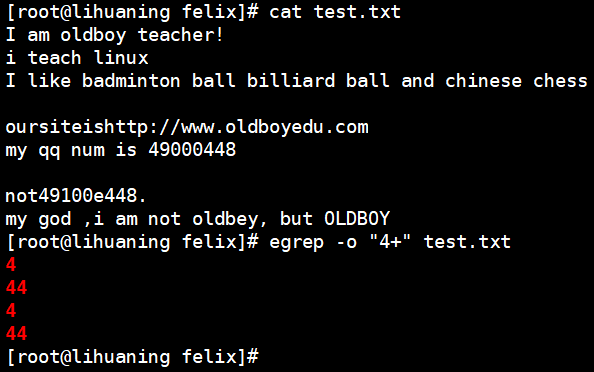 [root@lihuaning felix]# cat test.txt
I am oldboy teacher!
i teach linux
I like badminton ball billiard ball and chinese chess
oursiteishttp://www.oldboyedu.com
my qq num is 49000448
not49100e448.
my god ,i am not oldbey, but OLDBOY
[root@lihuaning felix]# egrep -o "4+" test.txt
4
44
4
44
[root@lihuaning felix]#